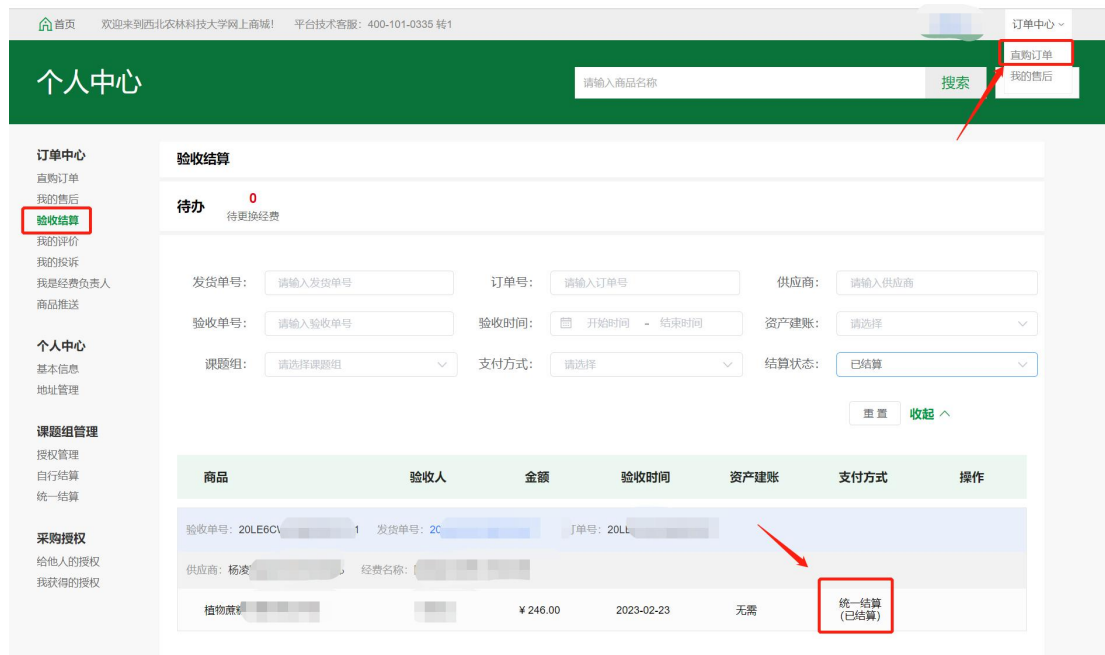 首页 欢迎来到西北农林科技大学网上商城！ 平台技术客服：400-101-0335 转1 订单中心
直购订单
我的售后
个人中心 请输入商品名称 搜索
订单中心
直购订单
我的售后
验收结算
我的评价
我的投诉
我是经费负责人
商品推送
个人中心
基本信息
地址管理
课题组管理
授权管理
自行结算
统一结算
采购授权
给他人的授权
我获得的授权
验收结算
待办 0
待更换经费
发货单号： 请输入发货单号 订单号： 请输入订单号 供应商： 请输入供应商
验收单号： 请输入验收单号 验收时间： 开始时间 - 结束时间 资产建账： 请选择
课题组： 请选择课题组 支付方式： 请选择 结算状态： 已结算
重置 收起
商品 验收人 金额 验收时间 资产建账 支付方式 操作
验收单号：20LE6C 1 发货单号：20 订单号：20L
供应商：杨凌 经费名称：
植物蔗 ¥ 246.00 2023-02-23 无需 统一结算
(已结算)